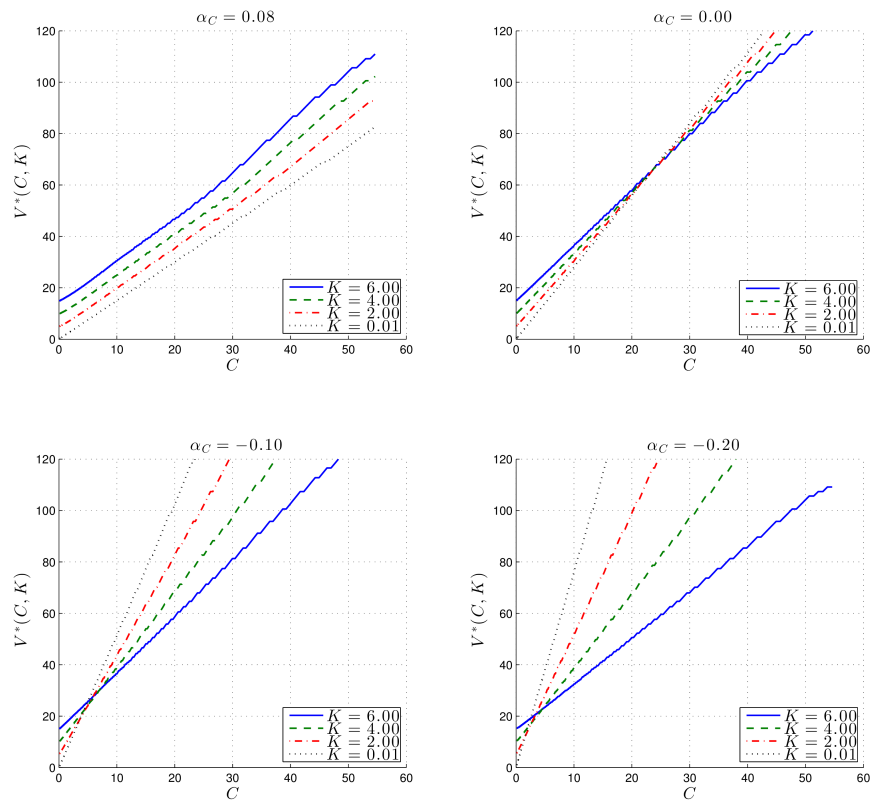 α_C = 0.08
V*(C, K)
120
100
80
60
40
20
0
0 10 20 30 40 50 60
C
K = 6.00
K = 4.00
K = 2.00
K = 0.01
α_C = 0.00
V*(C, K)
120
100
80
60
40
20
0
0 10 20 30 40 50 60
C
K = 6.00
K = 4.00
K = 2.00
K = 0.01
α_C = −0.10
V*(C, K)
120
100
80
60
40
20
0
0 10 20 30 40 50 60
C
K = 6.00
K = 4.00
K = 2.00
K = 0.01
α_C = −0.20
V*(C, K)
120
100
80
60
40
20
0
0 10 20 30 40 50 60
C
K = 6.00
K = 4.00
K = 2.00
K = 0.01